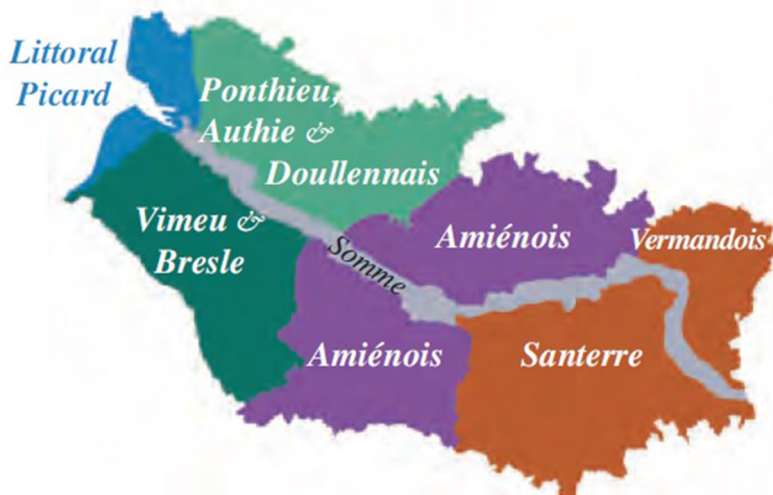 Littoral
Picard
Ponthieu,
Authie &
Doullennais
Vimeu &
Bresle
Somme
Amiénois
Vermandois
Amiénois
Santerre